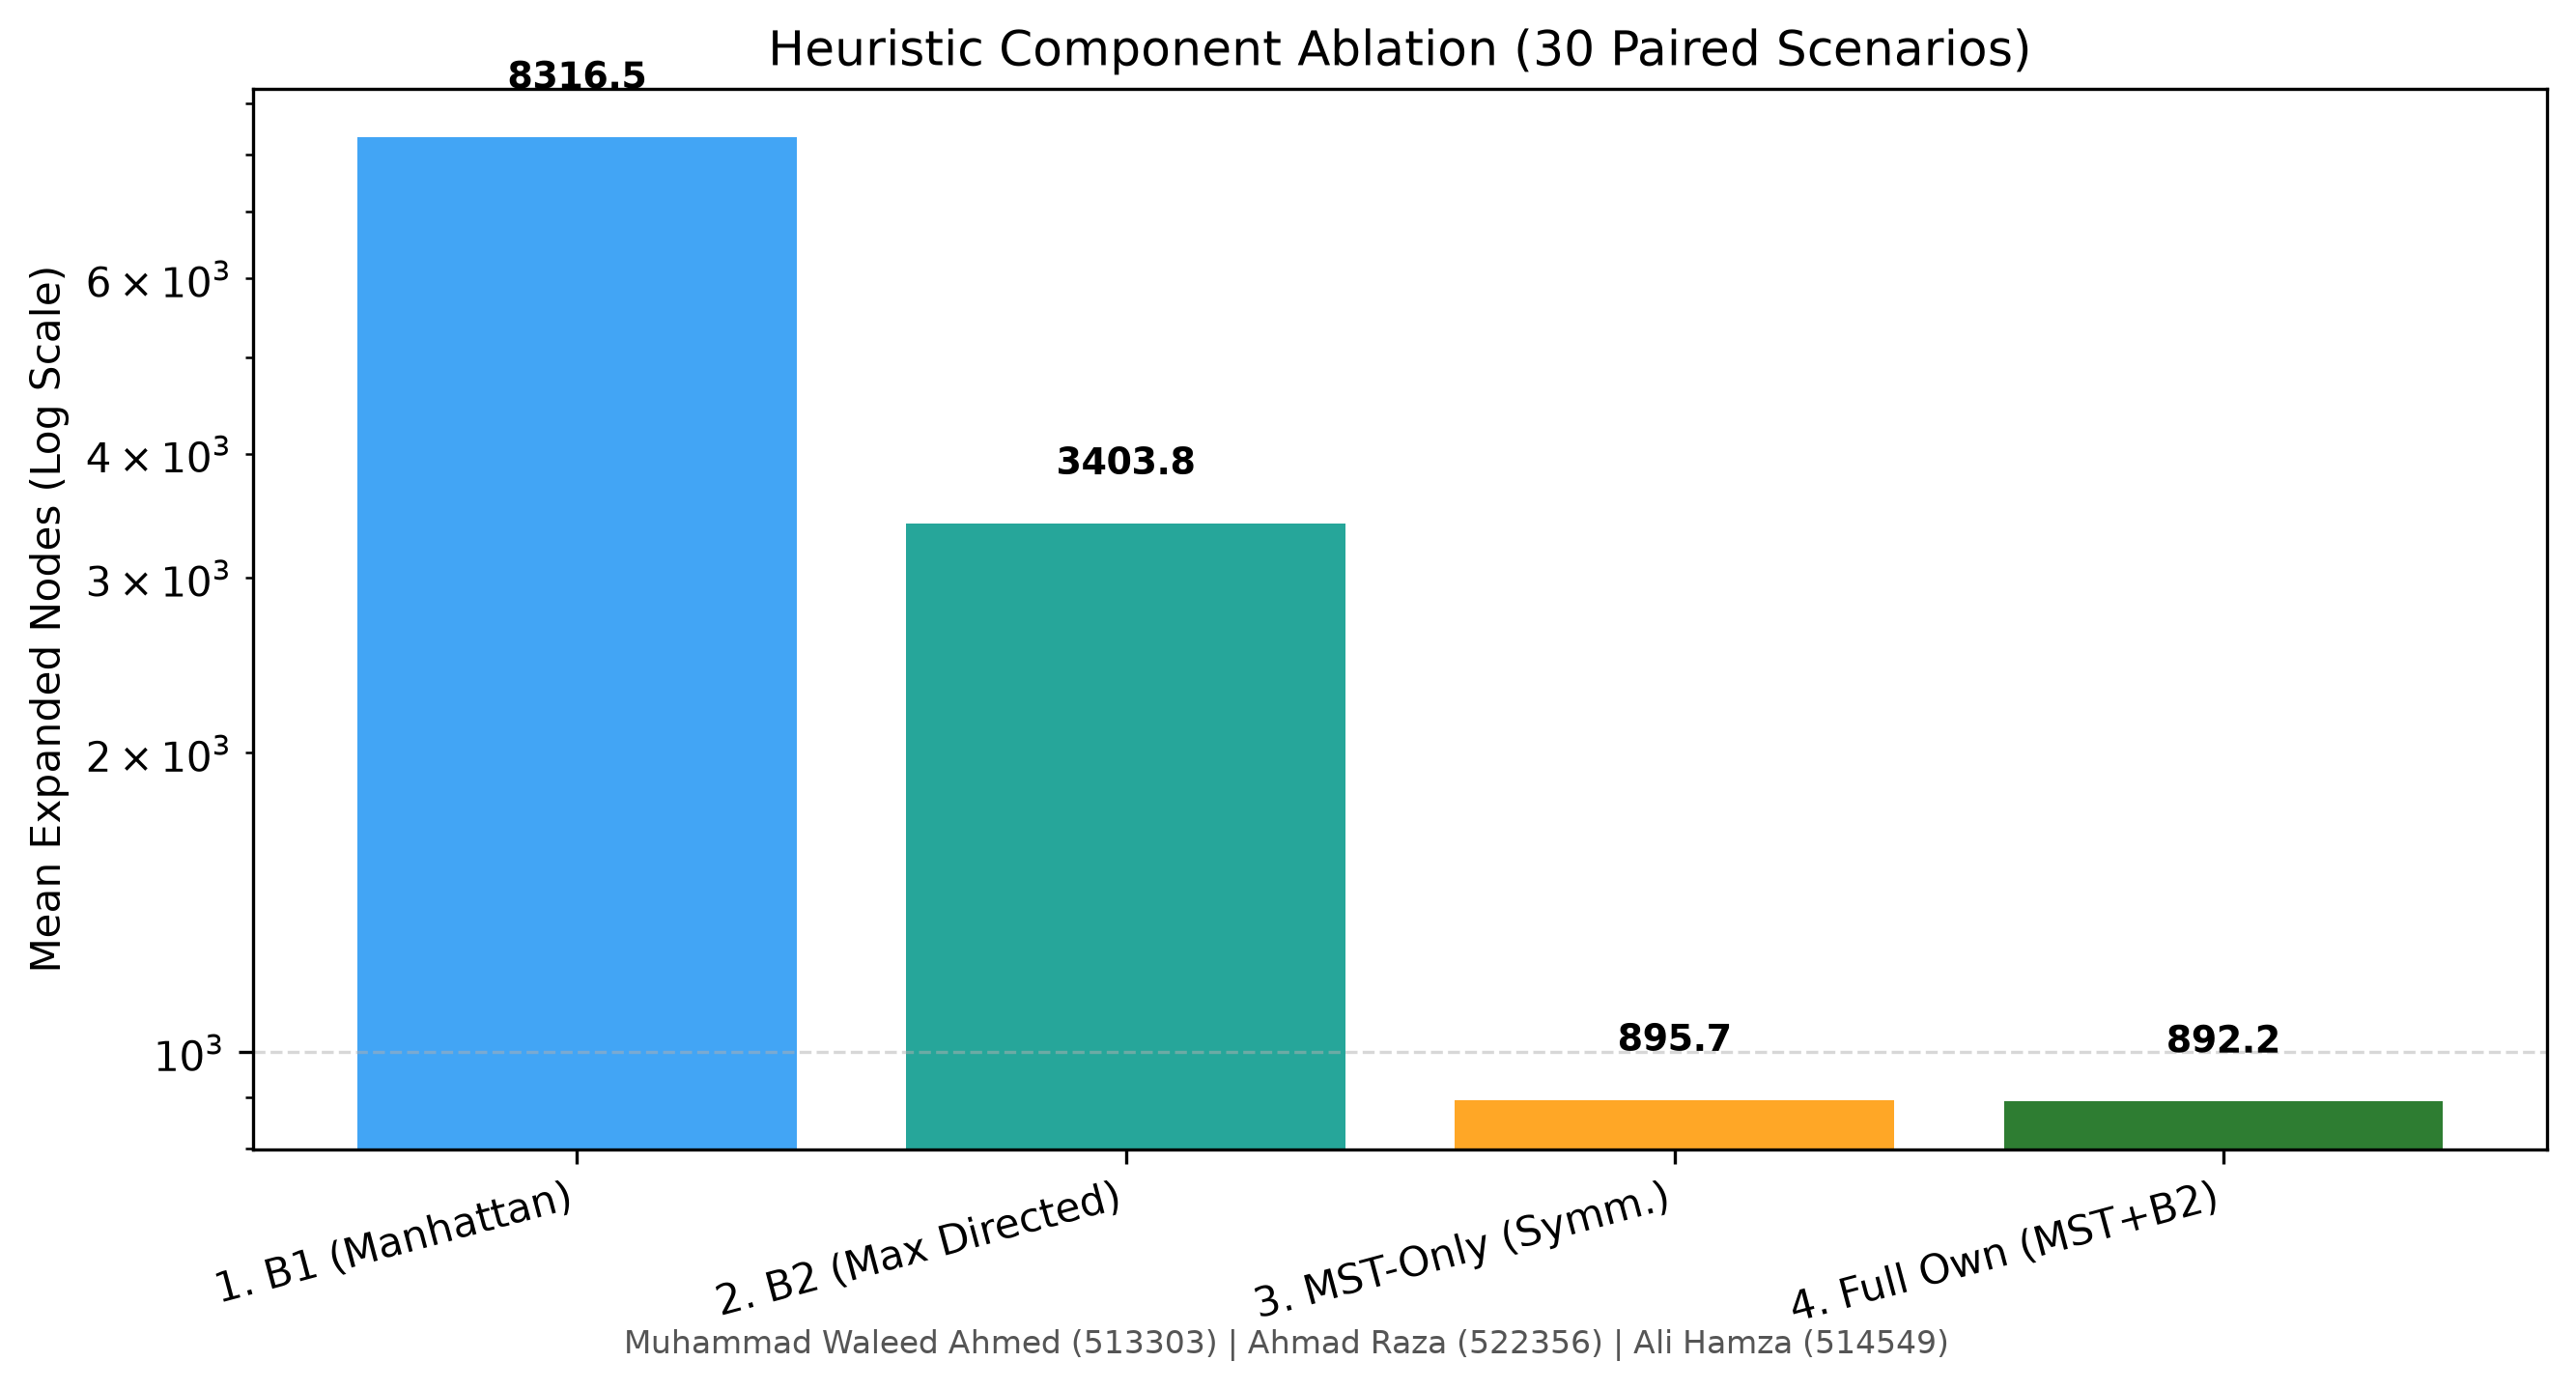 Heuristic Component Ablation (30 Paired Scenarios)
8316.5
3403.8
895.7
892.2
Mean Expanded Nodes (Log Scale)
6 × 10³
4 × 10³
3 × 10³
2 × 10³
10³
1. B1 (Manhattan)
2. B2 (Max Directed)
3. MST-Only (Symm.)
4. Full Own (MST+B2)
Muhammad Waleed Ahmed (513303) | Ahmad Raza (522356) | Ali Hamza (514549)